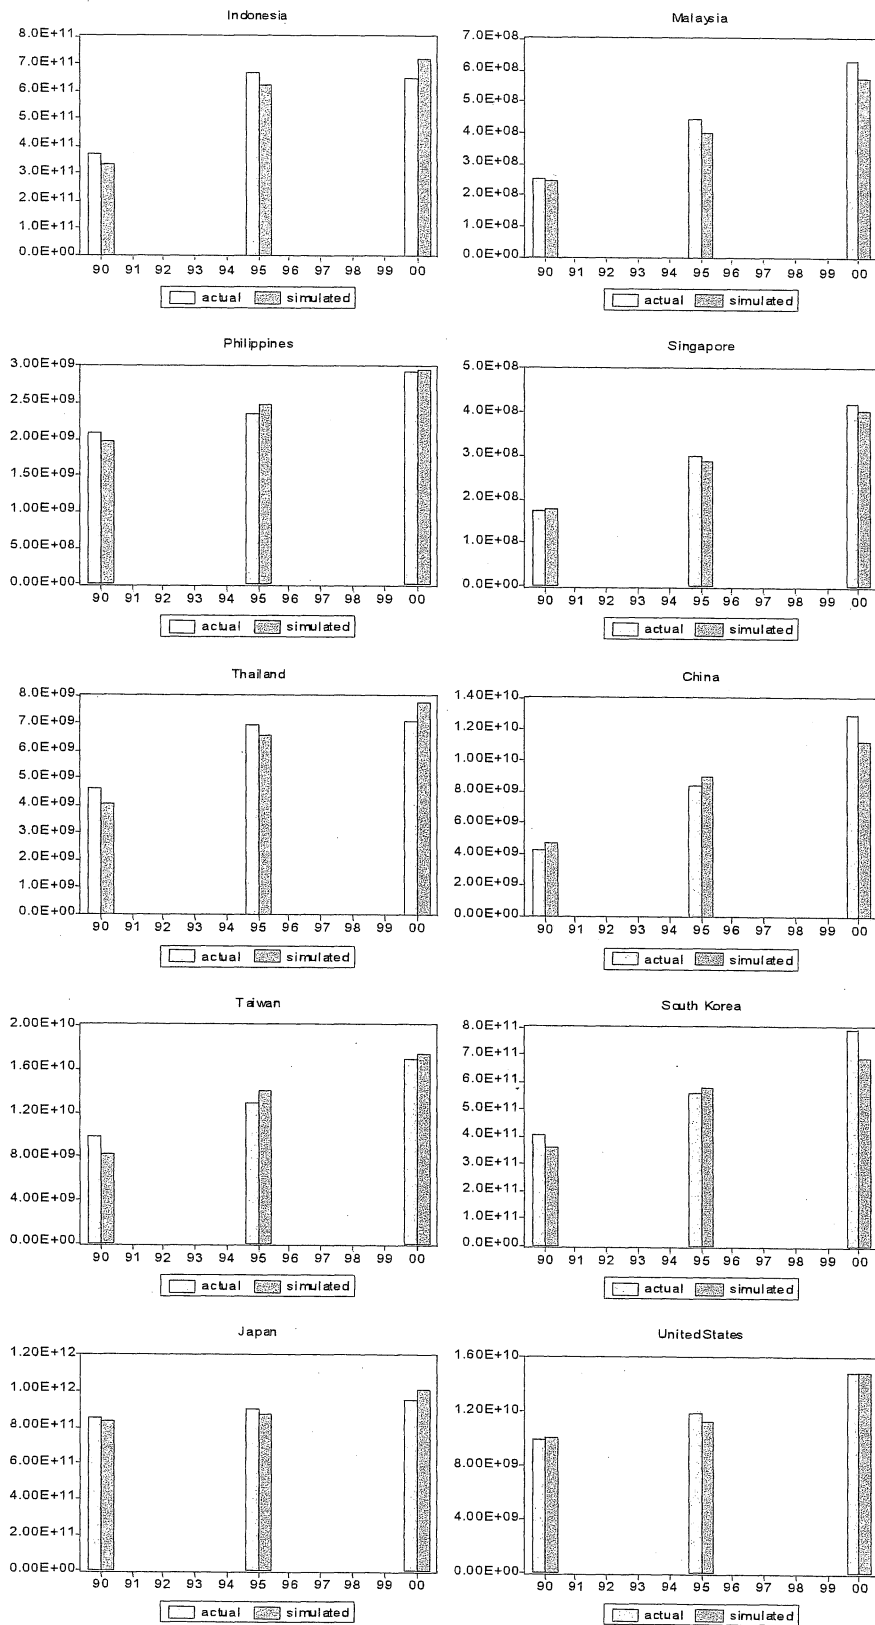 Indonesia
8.0E+11
7.0E+11
6.0E+11
5.0E+11
4.0E+11
3.0E+11
2.0E+11
1.0E+11
0.0E+00
90 91 92 93 94 95 96 97 98 99 00
actual simulated
Malaysia
7.0E+08
6.0E+08
5.0E+08
4.0E+08
3.0E+08
2.0E+08
1.0E+08
0.0E+00
90 91 92 93 94 95 96 97 98 99 00
actual simulated
Philippines
3.00E+09
2.50E+09
2.00E+09
1.50E+09
1.00E+09
5.00E+08
0.00E+00
90 91 92 93 94 95 96 97 98 99 00
actual simulated
Singapore
5.0E+08
4.0E+08
3.0E+08
2.0E+08
1.0E+08
0.0E+00
90 91 92 93 94 95 96 97 98 99 00
actual simulated
Thailand
8.0E+09
7.0E+09
6.0E+09
5.0E+09
4.0E+09
3.0E+09
2.0E+09
1.0E+09
0.0E+00
90 91 92 93 94 95 96 97 98 99 00
actual simulated
China
1.40E+10
1.20E+10
1.00E+10
8.00E+09
6.00E+09
4.00E+09
2.00E+09
0.00E+00
90 91 92 93 94 95 96 97 98 99 00
actual simulated
Taiwan
2.00E+10
1.60E+10
1.20E+10
8.00E+09
4.00E+09
0.00E+00
90 91 92 93 94 95 96 97 98 99 00
actual simulated
South Korea
8.0E+11
7.0E+11
6.0E+11
5.0E+11
4.0E+11
3.0E+11
2.0E+11
1.0E+11
0.0E+00
90 91 92 93 94 95 96 97 98 99 00
actual simulated
Japan
1.20E+12
1.00E+12
8.00E+11
6.00E+11
4.00E+11
2.00E+11
0.00E+00
90 91 92 93 94 95 96 97 98 99 00
actual simulated
United States
1.60E+10
1.20E+10
8.00E+09
4.00E+09
0.00E+00
90 91 92 93 94 95 96 97 98 99 00
actual simulated